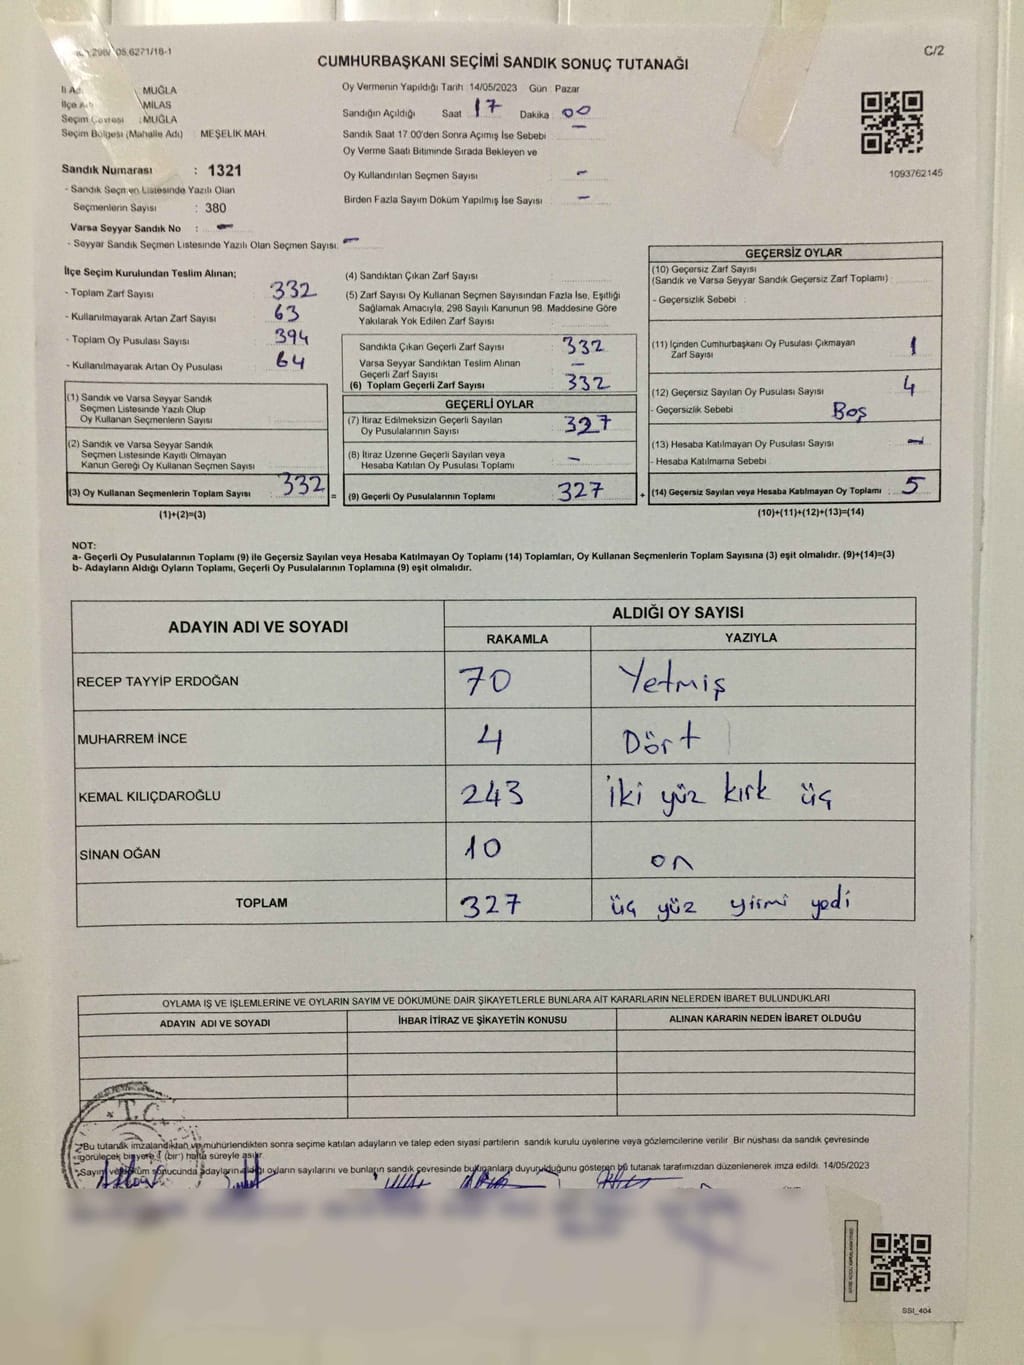 C/2
CUMHURBAŞKANI SEÇİMİ SANDIK SONUÇ TUTANAĞI
: MUĞLA
: MİLAS
: MUĞLA
Seçim Bölgesi (Mahalle Adı) MEŞELİK MAH.
Sandık Numarası : 1321
- Sandık Seçmen Listesinde Yazılı Olan
Seçmenlerin Sayısı : 380
Varsa Seyyar Sandık No : -
- Seyyar Sandık Seçmen Listesinde Yazılı Olan Seçmen Sayısı -
Oy Vermenin Yapıldığı Tarih 14/05/2023 Gün Pazar
Sandığın Açıldığı Saat 17 Dakika 00
Sandık Saat 17.00'den Sonra Açımış İse Sebebi -
Oy Verme Saati Bitiminde Sırada Bekleyen ve
Oy Kullandırılan Seçmen Sayısı -
Birden Fazla Sayım Döküm Yapılmış İse Sayısı -
1093762145
İlçe Seçim Kurulundan Teslim Alınan;
- Toplam Zarf Sayısı 332
- Kullanılmayarak Artan Zarf Sayısı 63
- Toplam Oy Pusulası Sayısı 394
- Kullanılmayarak Artan Oy Pusulası 64
(1) Sandık ve Varsa Seyyar Sandık
Seçmen Listesinde Yazılı Olup
Oy Kullanan Seçmenlerin Sayısı
(2) Sandık ve Varsa Seyyar Sandık
Seçmen Listesinde Kayıtlı Olmayan
Kanun Gereği Oy Kullanan Seçmen Sayısı
(3) Oy Kullanan Seçmenlerin Toplam Sayısı 332 =
(1)+(2)=(3)
(4) Sandıktan Çıkan Zarf Sayısı
(5) Zarf Sayısı Oy Kullanan Seçmen Sayısından Fazla İse, Eşitliği
Sağlamak Amacıyla, 298 Sayılı Kanunun 98. Maddesine Göre
Yakılarak Yok Edilen Zarf Sayısı
Sandıkta Çıkan Geçerli Zarf Sayısı 332
Varsa Seyyar Sandıktan Teslim Alınan
Geçerli Zarf Sayısı -
(6) Toplam Geçerli Zarf Sayısı 332
GEÇERLİ OYLAR
(7) İtiraz Edilmeksizin Geçerli Sayılan
Oy Pusulalarının Sayısı 327
(8) İtiraz Üzerine Geçerli Sayılan veya
Hesaba Katılan Oy Pusulası Toplamı -
(9) Geçerli Oy Pusulalarının Toplamı 327 +
GEÇERSİZ OYLAR
(10) Geçersiz Zarf Sayısı
(Sandık ve Varsa Seyyar Sandık Geçersiz Zarf Toplamı)
- Geçersizlik Sebebi
(11) İçinden Cumhurbaşkanı Oy Pusulası Çıkmayan
Zarf Sayısı 1
(12) Geçersiz Sayılan Oy Pusulası Sayısı 4
- Geçersizlik Sebebi Boş
(13) Hesaba Katılmayan Oy Pusulası Sayısı -
- Hesaba Katılmama Sebebi
(14) Geçersiz Sayılan veya Hesaba Katılmayan Oy Toplamı 5
(10)+(11)+(12)+(13)=(14)
NOT:
a- Geçerli Oy Pusulalarının Toplamı (9) ile Geçersiz Sayılan veya Hesaba Katılmayan Oy Toplamı (14) Toplamları, Oy Kullanan Seçmenlerin Toplam Sayısına (3) eşit olmalıdır. (9)+(14)=(3)
b- Adayların Aldığı Oyların Toplamı, Geçerli Oy Pusulalarının Toplamına (9) eşit olmalıdır.
ADAYIN ADI VE SOYADI ALDIĞI OY SAYISI
RAKAMLA YAZIYLA
RECEP TAYYİP ERDOĞAN 70 Yetmiş
MUHARREM İNCE 4 Dört
KEMAL KILIÇDAROĞLU 243 iki yüz kırk üç
SİNAN OĞAN 10 on
TOPLAM 327 üç yüz yirmi yedi
OYLAMA İŞ VE İŞLEMLERİNE VE OYLARIN SAYIM VE DÖKÜMÜNE DAİR ŞİKAYETLERLE BUNLARA AİT KARARLARIN NELERDEN İBARET BULUNDUKLARI
ADAYIN ADI VE SOYADI İHBAR İTİRAZ VE ŞİKAYETİN KONUSU ALINAN KARARIN NEDEN İBARET OLDUĞU
T.C.
*Bu tutanak imzalandıktan ve mühürlendikten sonra seçime katılan adayların ve talep eden siyasi partilerin sandık kurulu üyelerine veya gözlemcilerine verilir. Bir nüshası da sandık çevresinde
görülecek bir yere 1 (bir) hafta süreyle asılır.
*Sayım ve döküm sonucunda adayların aldığı oyların sayılarını ve bunların sandık çevresinde bulunanlara duyurulduğunu gösteren bu tutanak tarafımızdan düzenlenerek imza edildi. 14/05/2023
SSI_404